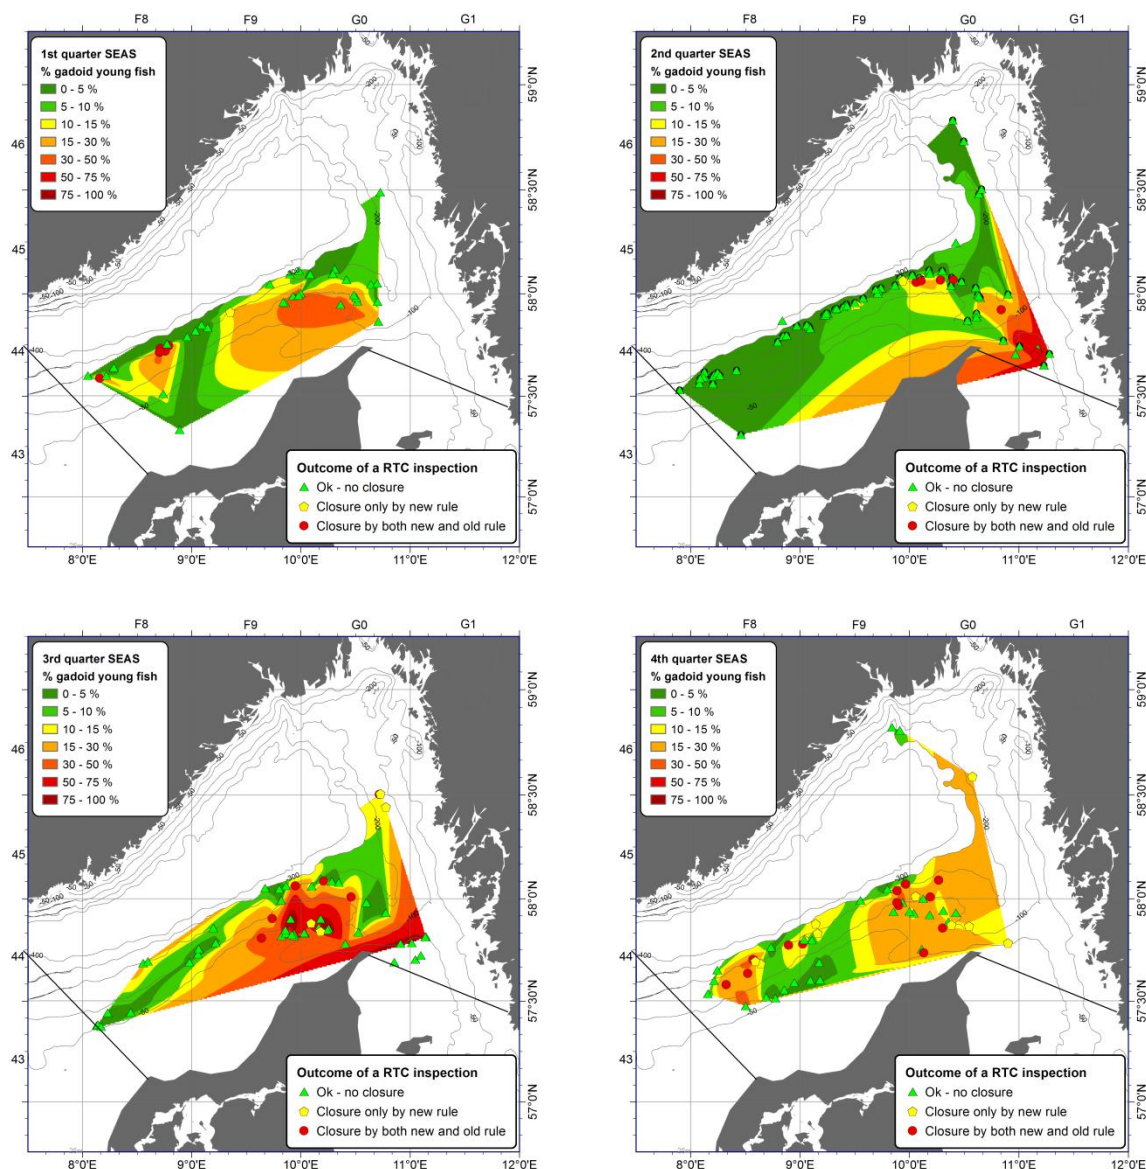 F8 F9 G0 G1
1st quarter SEAS
% gadoid young fish
0 - 5 %
5 - 10 %
10 - 15 %
15 - 30 %
30 - 50 %
50 - 75 %
75 - 100 %
46
45
44
43
59°0'N
58°30'N
58°0'N
57°30'N
57°0'N
Outcome of a RTC inspection
Ok - no closure
Closure only by new rule
Closure by both new and old rule
8°0'E 9°0'E 10°0'E 11°0'E 12°0'E
F8 F9 G0 G1
2nd quarter SEAS
% gadoid young fish
0 - 5 %
5 - 10 %
10 - 15 %
15 - 30 %
30 - 50 %
50 - 75 %
75 - 100 %
46
45
44
43
59°0'N
58°30'N
58°0'N
57°30'N
57°0'N
Outcome of a RTC inspection
Ok - no closure
Closure only by new rule
Closure by both new and old rule
8°0'E 9°0'E 10°0'E 11°0'E 12°0'E
F8 F9 G0 G1
3rd quarter SEAS
% gadoid young fish
0 - 5 %
5 - 10 %
10 - 15 %
15 - 30 %
30 - 50 %
50 - 75 %
75 - 100 %
46
45
44
43
59°0'N
58°30'N
58°0'N
57°30'N
57°0'N
Outcome of a RTC inspection
Ok - no closure
Closure only by new rule
Closure by both new and old rule
8°0'E 9°0'E 10°0'E 11°0'E 12°0'E
F8 F9 G0 G1
4th quarter SEAS
% gadoid young fish
0 - 5 %
5 - 10 %
10 - 15 %
15 - 30 %
30 - 50 %
50 - 75 %
75 - 100 %
46
45
44
43
59°0'N
58°30'N
58°0'N
57°30'N
57°0'N
Outcome of a RTC inspection
Ok - no closure
Closure only by new rule
Closure by both new and old rule
8°0'E 9°0'E 10°0'E 11°0'E 12°0'E